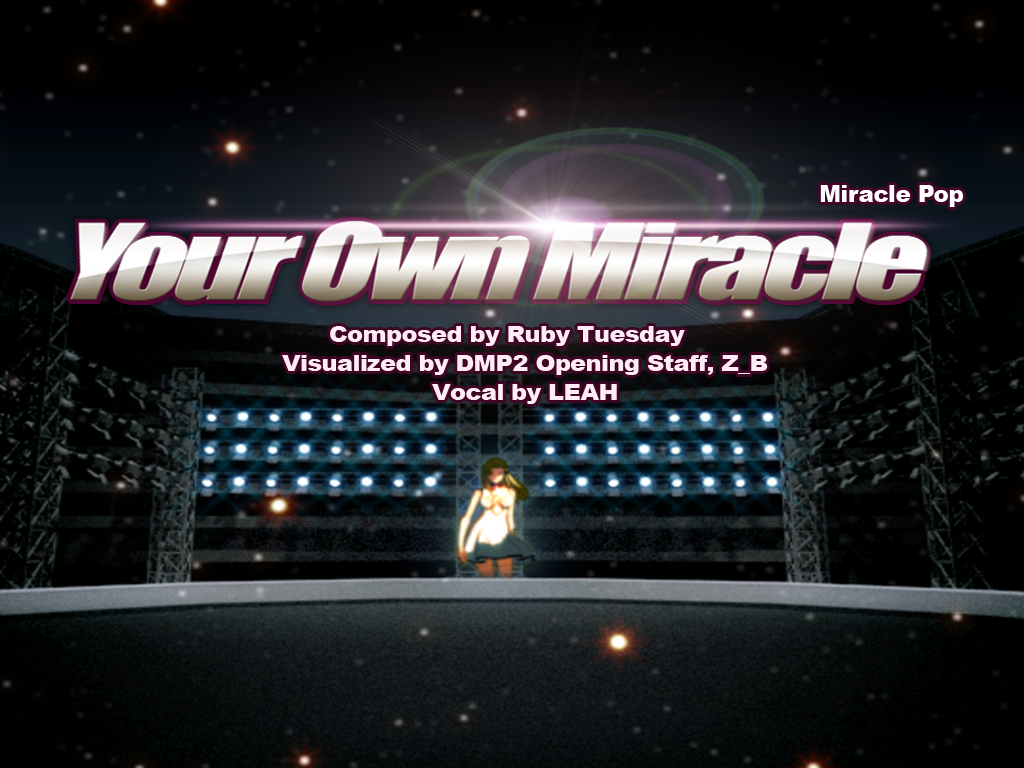 Miracle Pop
Your Own Miracle
Composed by Ruby Tuesday
Visualized by DMP2 Opening Staff, Z_B
Vocal by LEAH